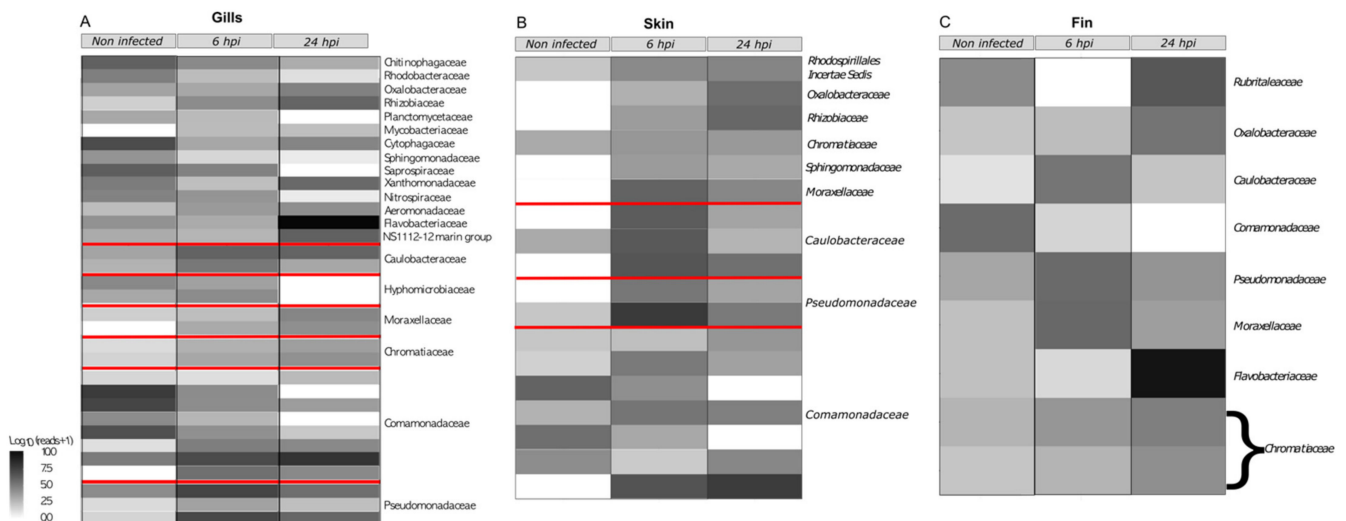 A
Gills
Non infected
6 hpi
24 hpi
Chitinophagaceae
Rhodobacteraceae
Oxalobacteraceae
Rhizobiaceae
Planctomycetaceae
Mycobacteriaceae
Cytophagaceae
Sphingomonadaceae
Saprospiraceae
Xanthomonadaceae
Nitrospiraceae
Aeromonadaceae
Flavobacteriaceae
NS1112-12 marin group
Caulobacteraceae
Hyphomicrobiaceae
Moraxellaceae
Chromatiaceae
Comamonadaceae
Pseudomonadaceae
Log10 (reads+1)
100
75
50
25
00
B
Skin
Non infected
6 hpi
24 hpi
Rhodospirillales
Incertae Sedis
Oxalobacteraceae
Rhizobiaceae
Chromatiaceae
Sphingomonadaceae
Moraxellaceae
Caulobacteraceae
Pseudomonadaceae
Comamonadaceae
C
Fin
Non infected
6 hpi
24 hpi
Rubritaleaceae
Oxalobacteraceae
Caulobacteraceae
Comamonadaceae
Pseudomonadaceae
Moraxellaceae
Flavobacteriaceae
Chromatiaceae